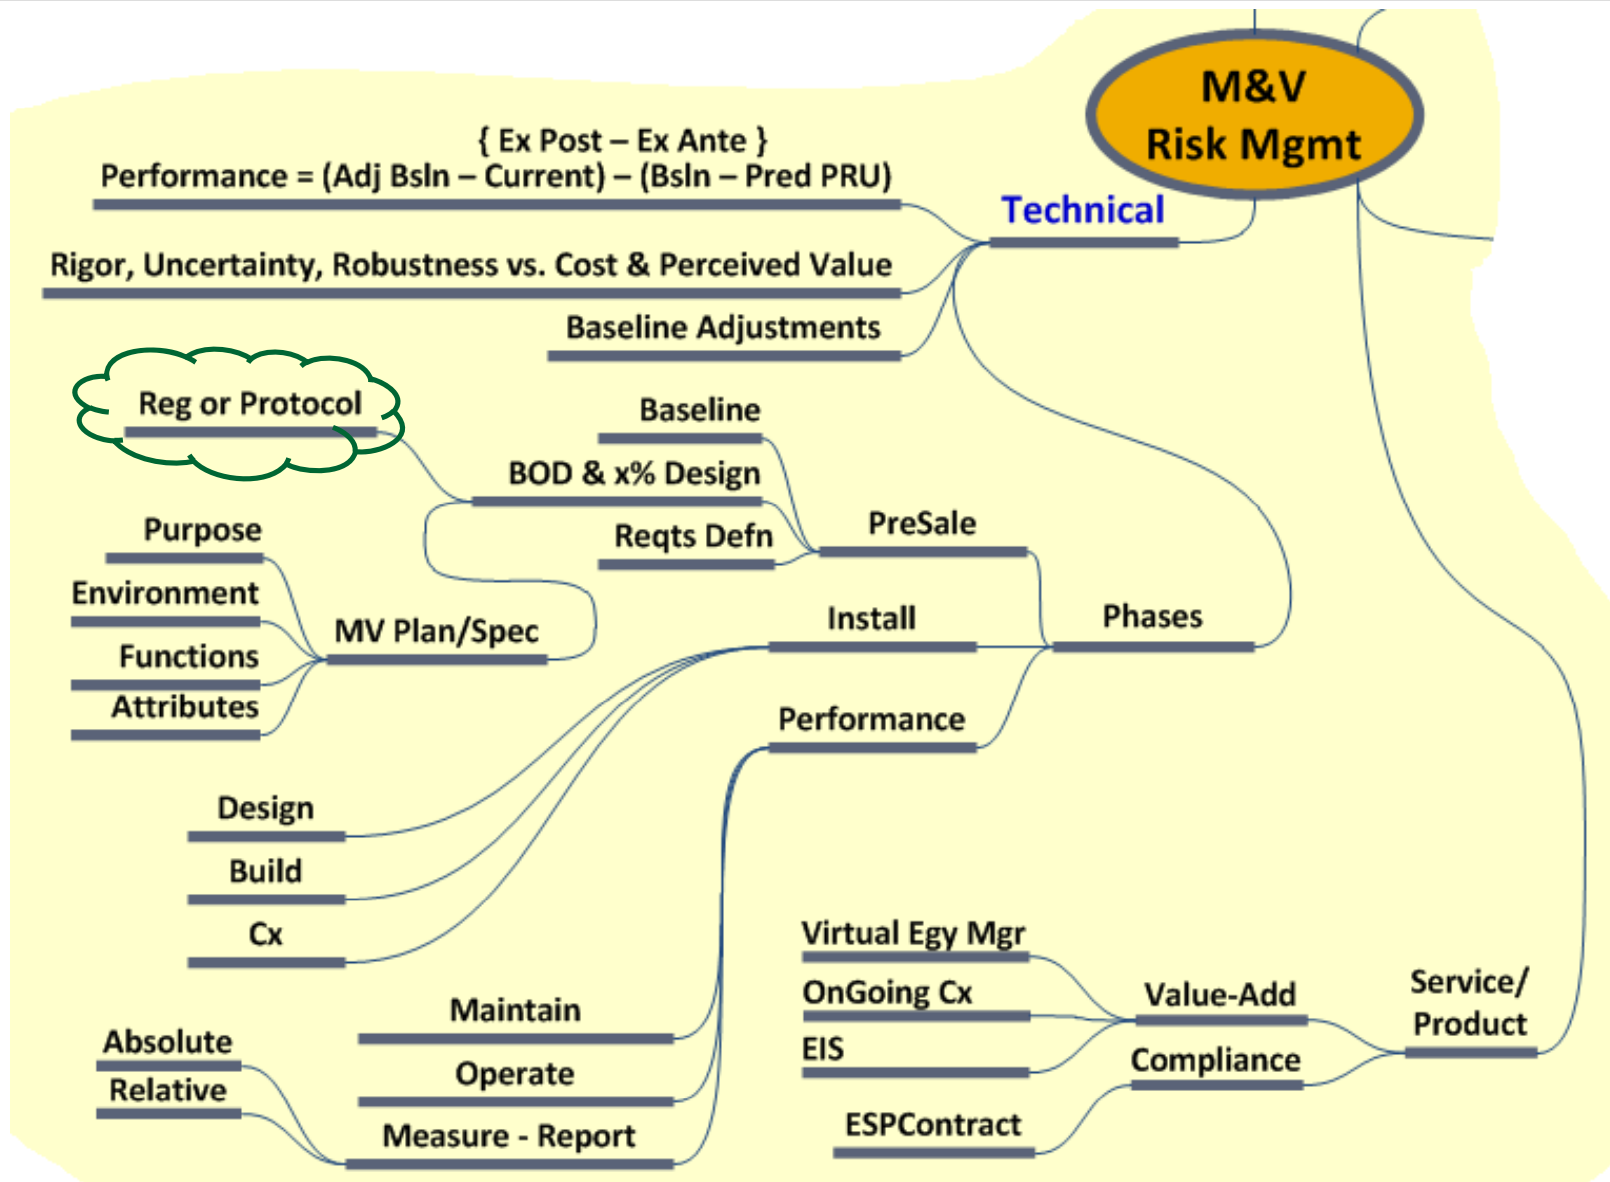 M&V
Risk Mgmt
{ Ex Post – Ex Ante }
Performance = (Adj Bsln – Current) – (Bsln – Pred PRU)
Technical
Rigor, Uncertainty, Robustness vs. Cost & Perceived Value
Baseline Adjustments
Reg or Protocol
Baseline
BOD & x% Design
Reqts Defn
PreSale
Purpose
Environment
Functions
Attributes
MV Plan/Spec
Install
Phases
Performance
Design
Build
Cx
Maintain
Operate
Measure - Report
Absolute
Relative
Virtual Egy Mgr
OnGoing Cx
EIS
Value-Add
Compliance
ESPContract
Service/
Product